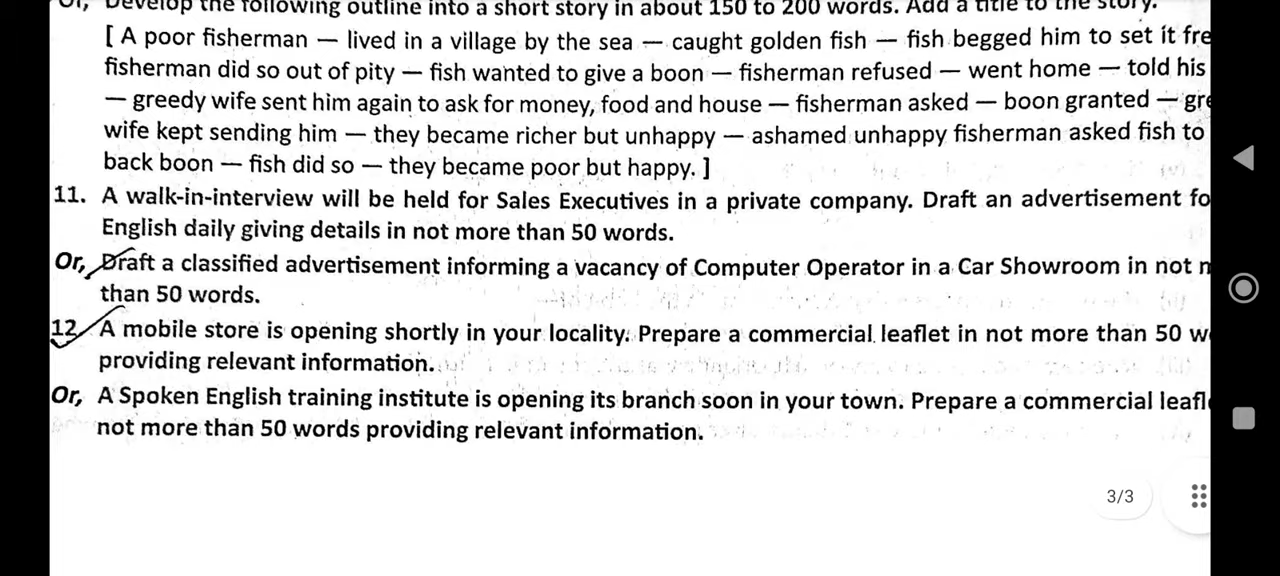 Or, Develop the following outline into a short story in about 150 to 200 words. Add a title to the story.
[ A poor fisherman — lived in a village by the sea — caught golden fish — fish begged him to set it fre
fisherman did so out of pity — fish wanted to give a boon — fisherman refused — went home — told his
— greedy wife sent him again to ask for money, food and house — fisherman asked — boon granted — gre
wife kept sending him — they became richer but unhappy — ashamed unhappy fisherman asked fish to
back boon — fish did so — they became poor but happy. ]
11. A walk-in-interview will be held for Sales Executives in a private company. Draft an advertisement fo
English daily giving details in not more than 50 words.
Or, Draft a classified advertisement informing a vacancy of Computer Operator in a Car Showroom in not
than 50 words.
12 A mobile store is opening shortly in your locality. Prepare a commercial leaflet in not more than 50 w
providing relevant information.
Or, A Spoken English training institute is opening its branch soon in your town. Prepare a commercial leafl
not more than 50 words providing relevant information.
3/3